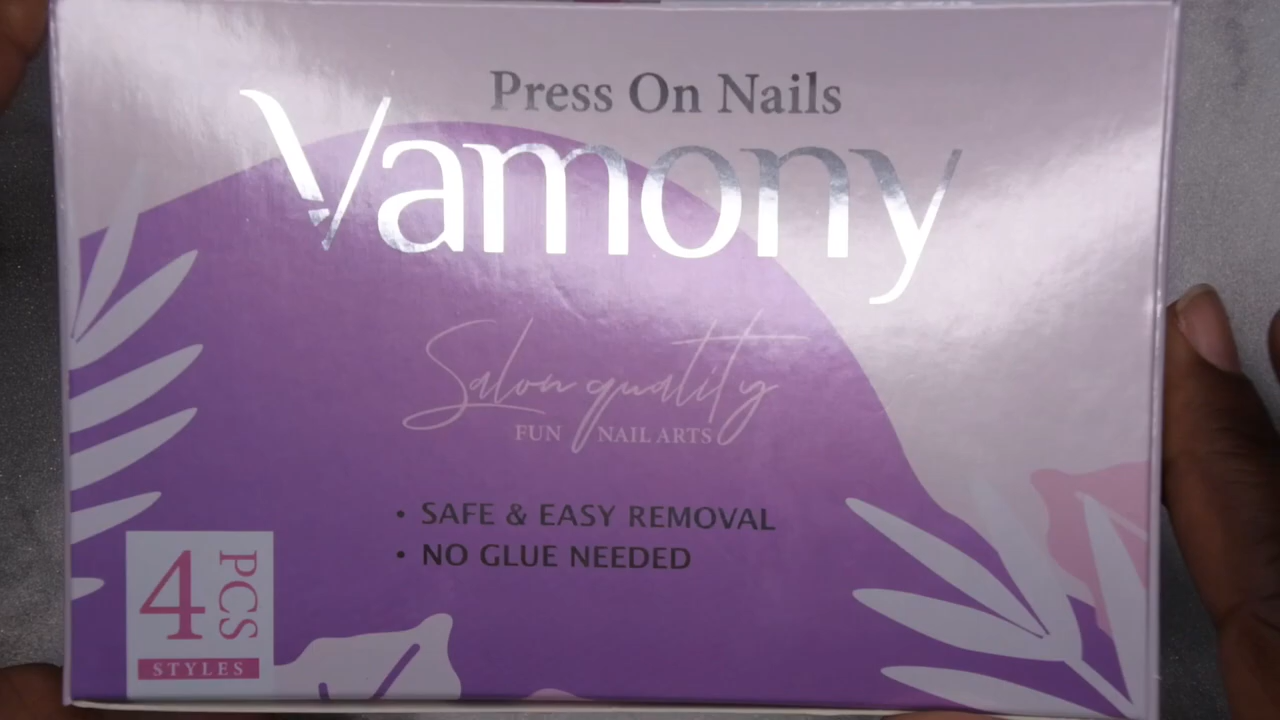 Press On Nails
Vamony
Salon quality
FUN NAIL ARTS
• SAFE & EASY REMOVAL
• NO GLUE NEEDED
4 PCS
STYLES